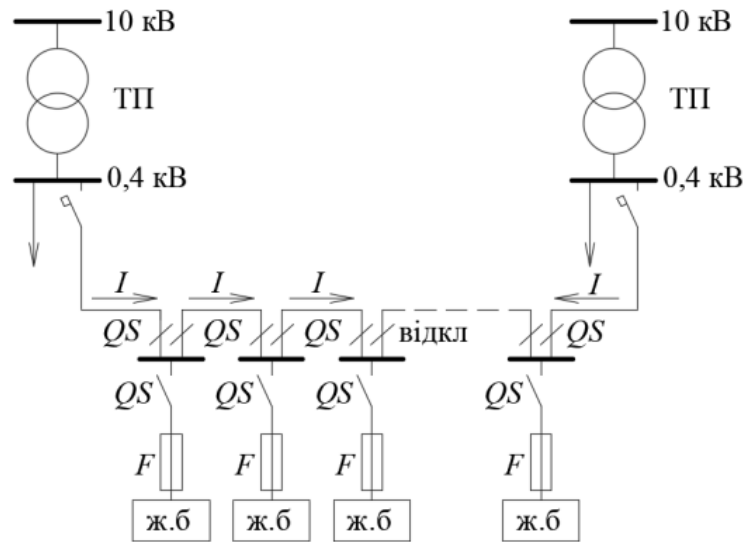 10 кВ 10 кВ
ТП ТП
0,4 кВ 0,4 кВ
I I I I
QS QS QS відкл QS
QS QS QS QS
F F F F
ж.б ж.б ж.б ж.б